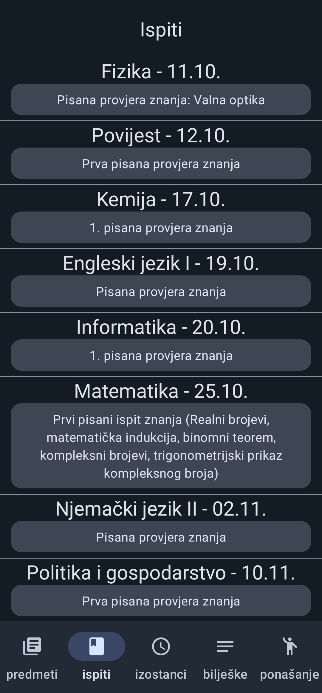 Ispiti
Fizika - 11.10.
Pisana provjera znanja: Valna optika
Povijest - 12.10.
Prva pisana provjera znanja
Kemija - 17.10.
1. pisana provjera znanja
Engleski jezik I - 19.10.
Pisana provjera znanja
Informatika - 20.10.
1. pisana provjera znanja
Matematika - 25.10.
Prvi pisani ispit znanja (Realni brojevi,
matematička indukcija, binomni teorem,
kompleksni brojevi, trigonometrijski prikaz
kompleksnog broja)
Njemački jezik II - 02.11.
Pisana provjera znanja
Politika i gospodarstvo - 10.11.
Prva pisana provjera znanja
predmeti ispiti izostanci bilješke ponašanje